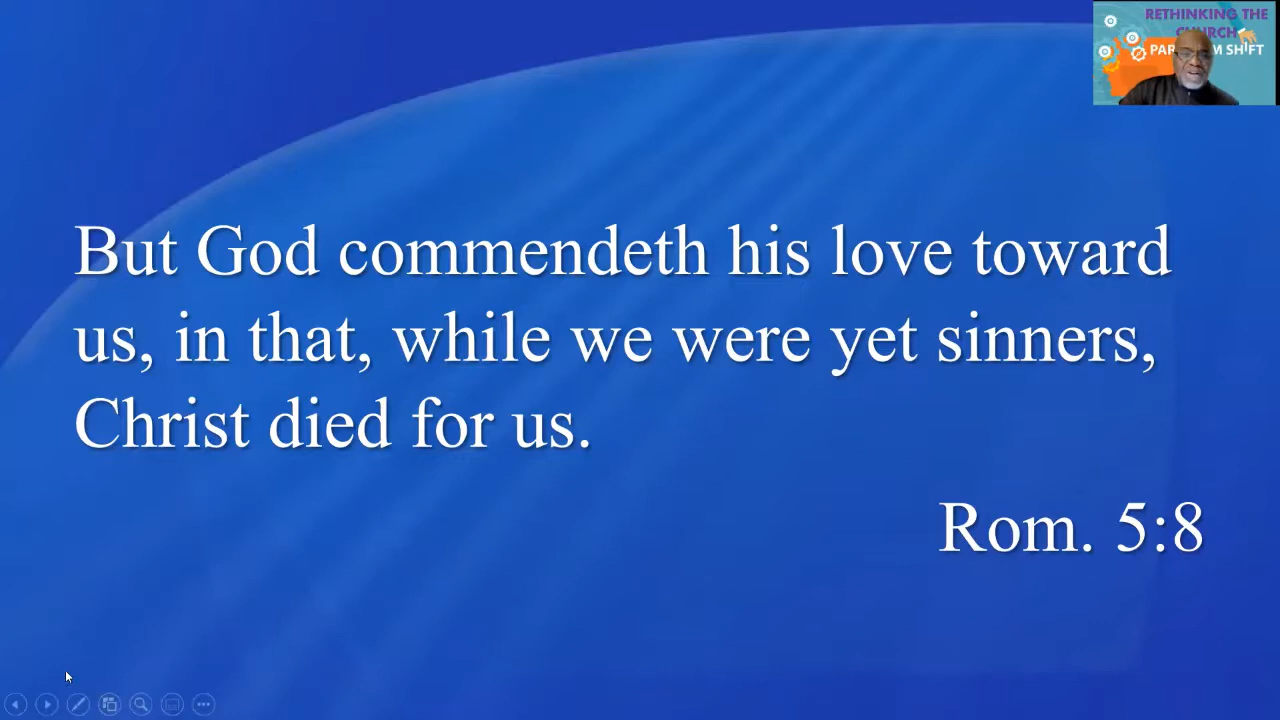 RETHINKING THE
CHURCH
SHIFT
But God commendeth his love toward
us, in that, while we were yet sinners,
Christ died for us.
Rom. 5:8